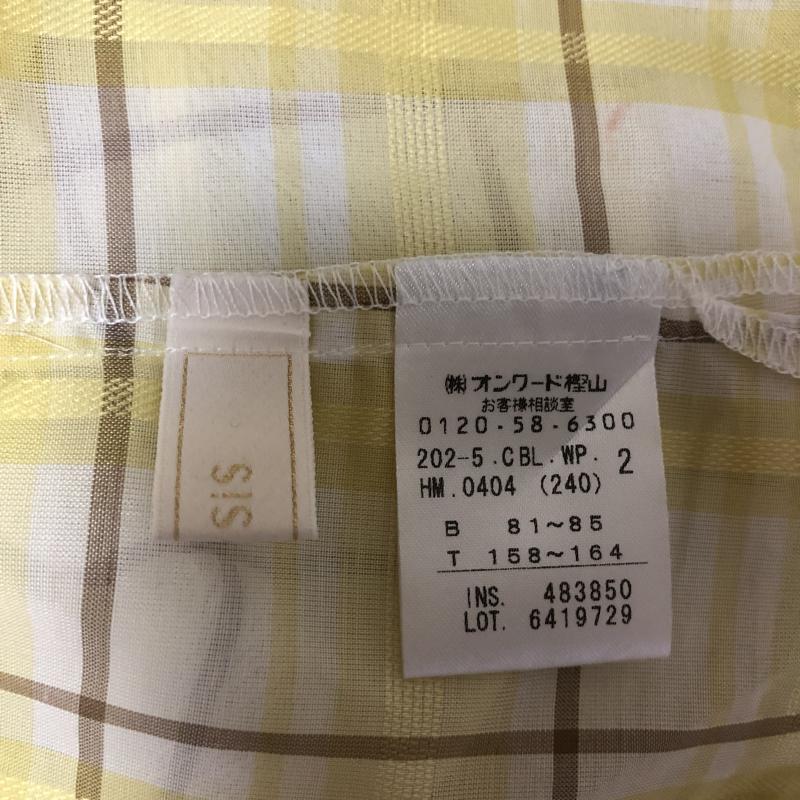 sis
㈱オンワード樫山
お客様相談室
0120-58-6300
202-5.CBL.WP. 2
HM.0404 (240)
B 81〜85
T 158〜164
INS. 483850
LOT. 6419729